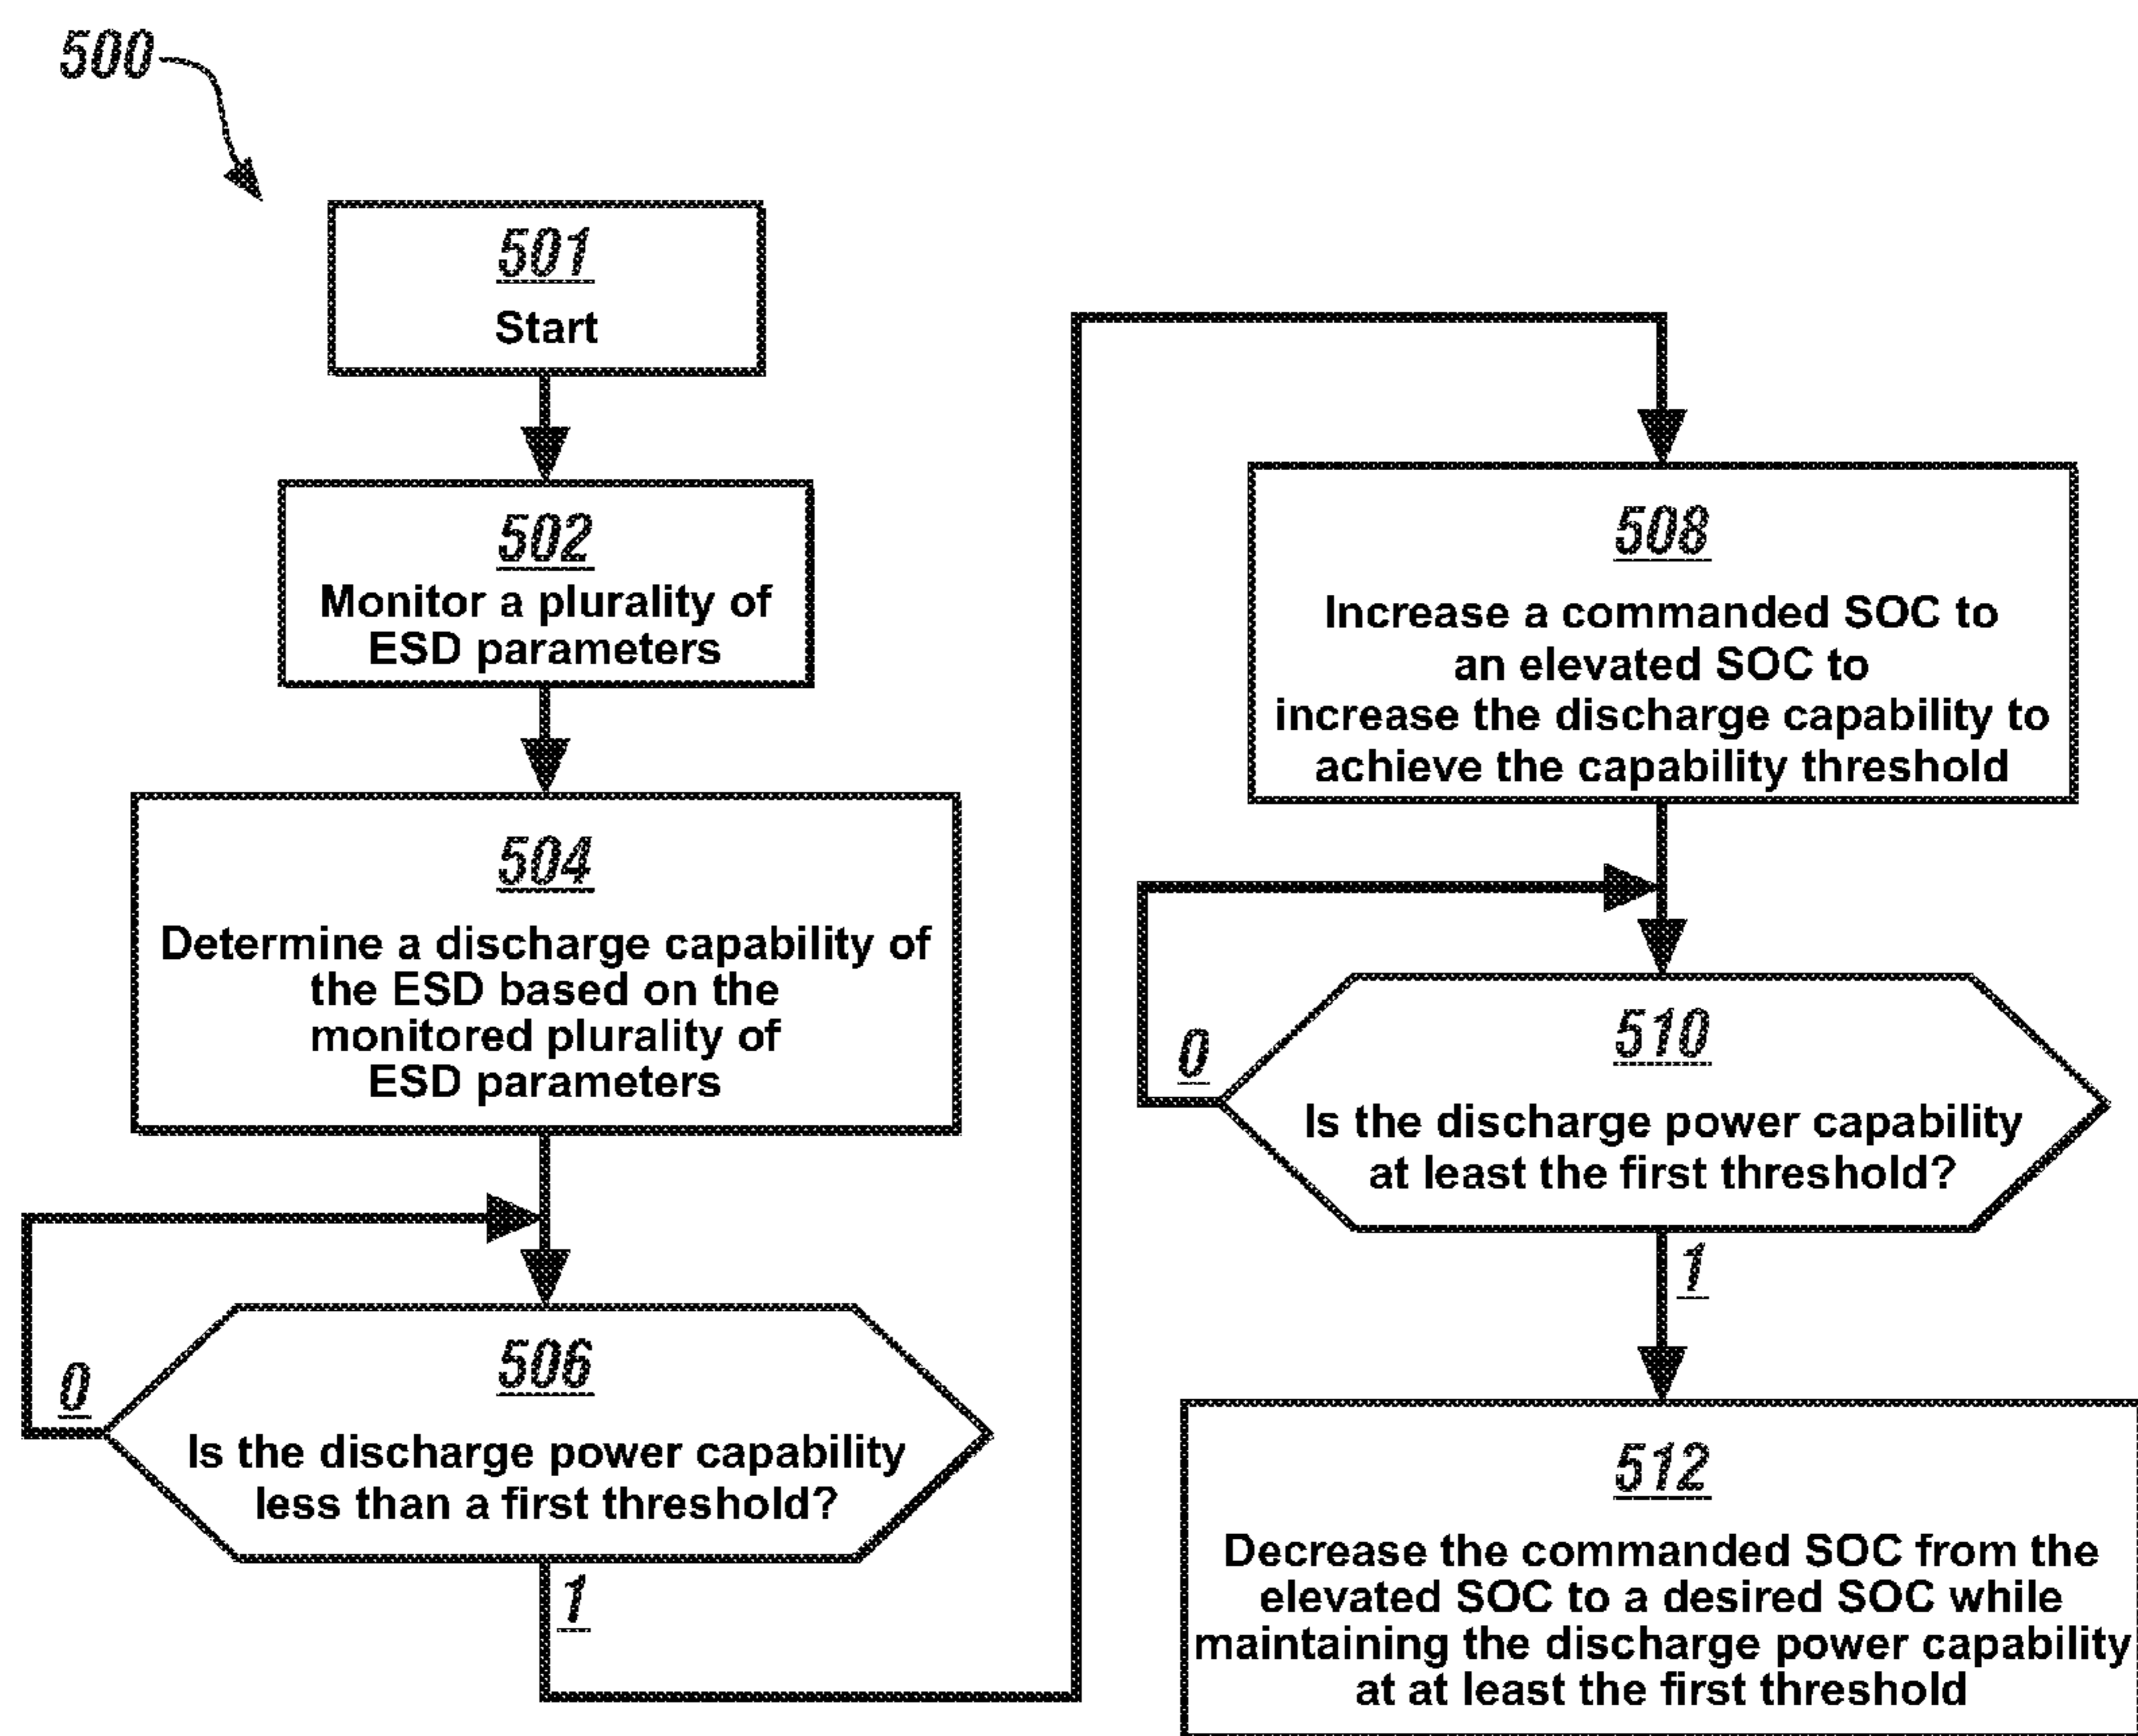 500
501
Start
502
Monitor a plurality of
ESD parameters
504
Determine a discharge capability of
the ESD based on the
monitored plurality of
ESD parameters
0
506
Is the discharge power capability
less than a first threshold?
1
508
Increase a commanded SOC to
an elevated SOC to
increase the discharge capability to
achieve the capability threshold
0
510
Is the discharge power capability
at least the first threshold?
1
512
Decrease the commanded SOC from the
elevated SOC to a desired SOC while
maintaining the discharge power capability
at at least the first threshold